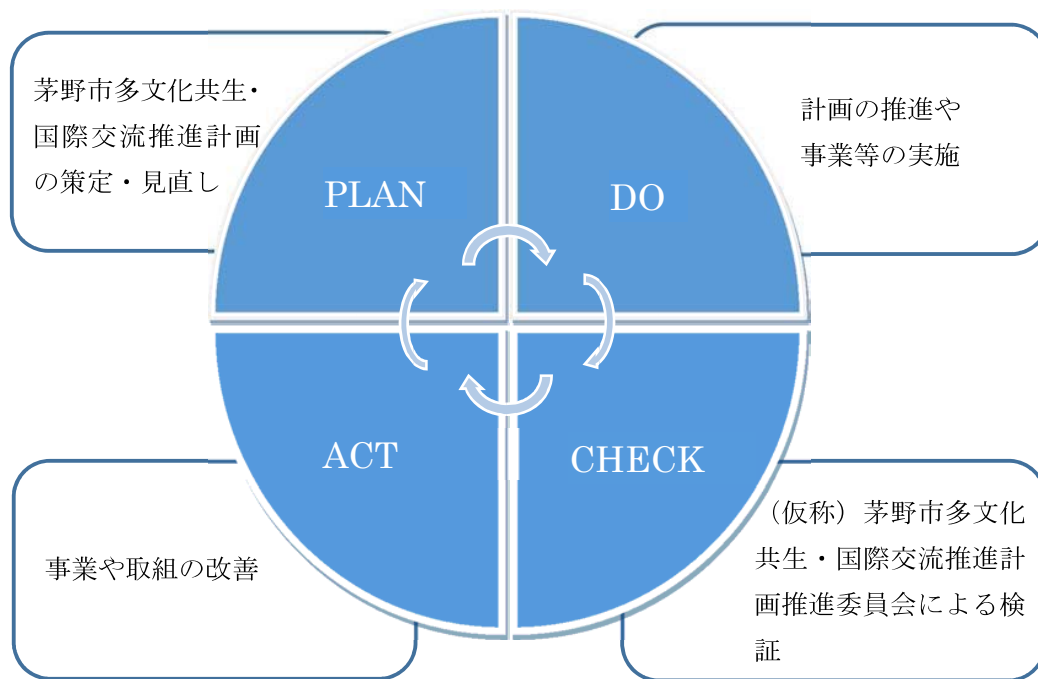 茅野市多文化共生・
国際交流推進計画
の策定・見直し
PLAN
計画の推進や
事業等の実施
DO
事業や取組の改善
ACT
（仮称）茅野市多文化
共生・国際交流推進計
画推進委員会による検
証
CHECK